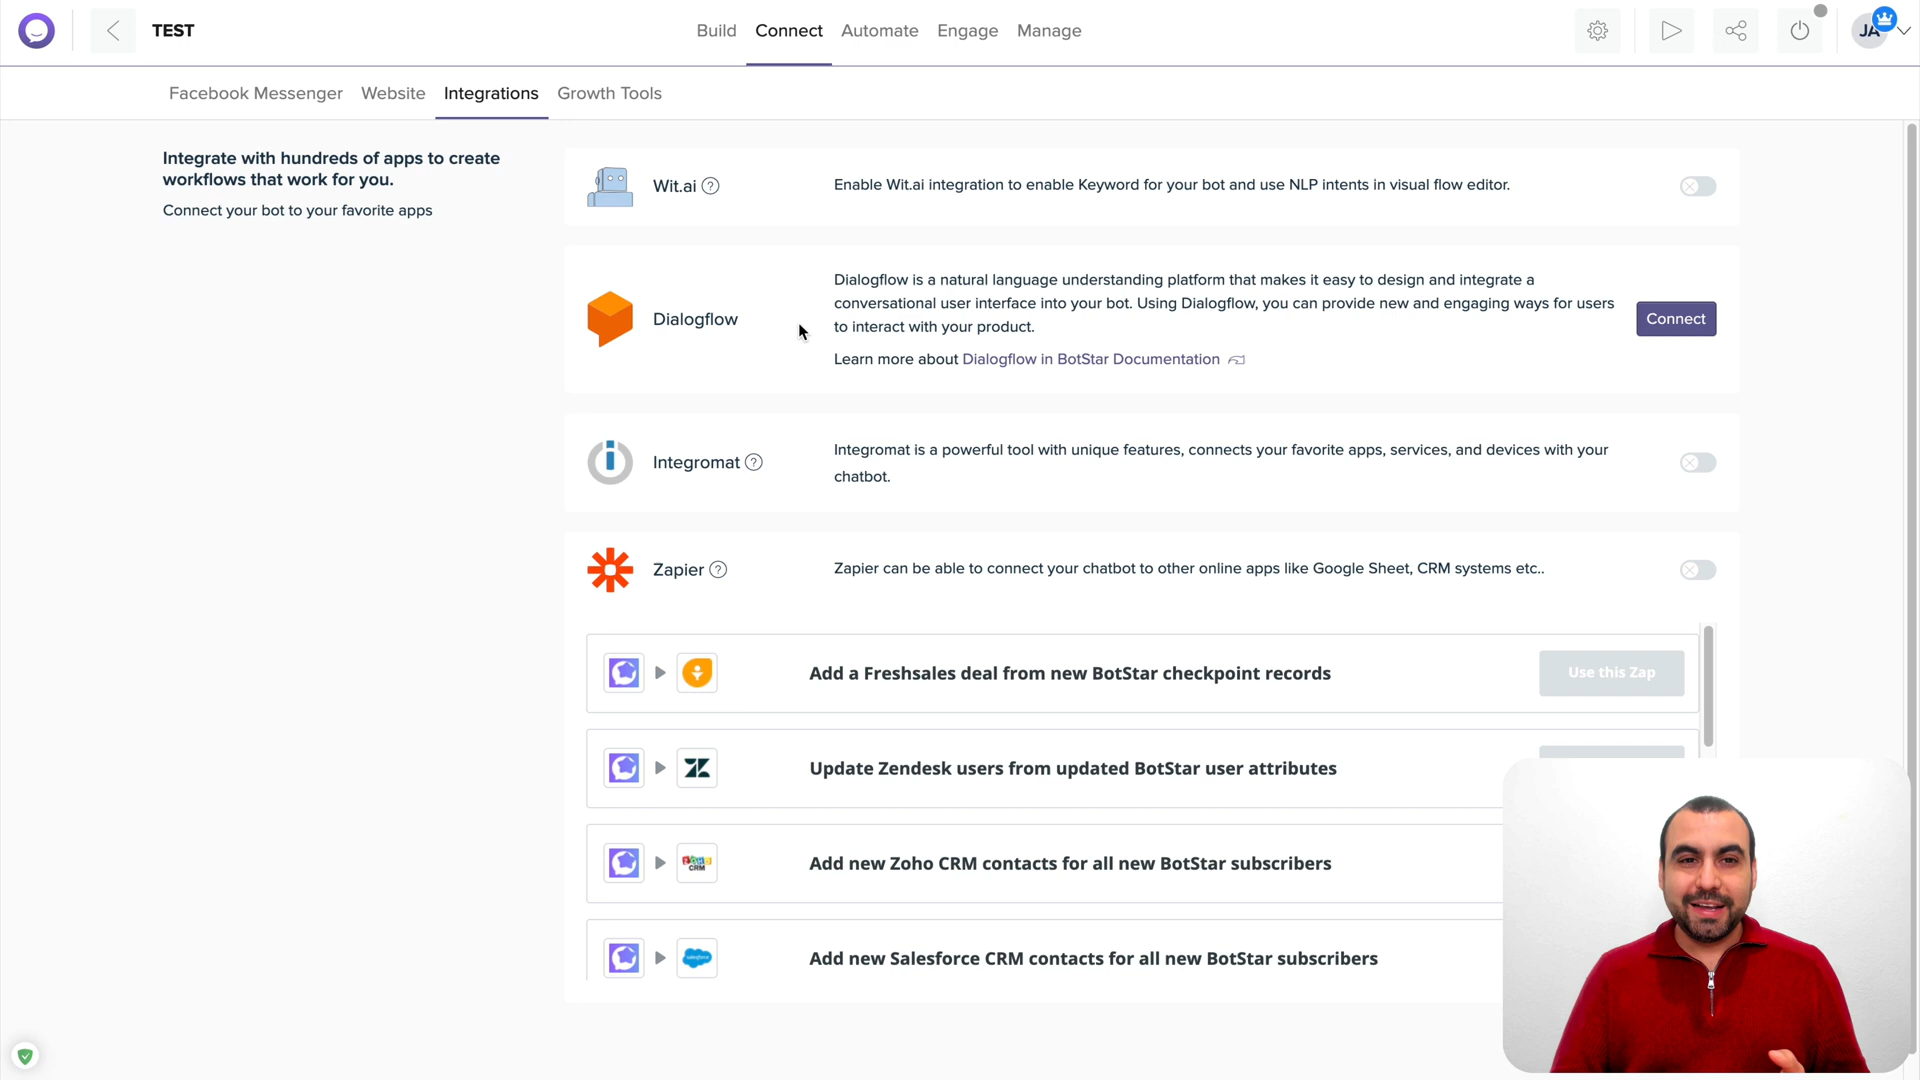 TEST
Build Connect Automate Engage Manage
JA
Facebook Messenger Website Integrations Growth Tools
Integrate with hundreds of apps to create
workflows that work for you.
Connect your bot to your favorite apps
Wit.ai ?
Enable Wit.ai integration to enable Keyword for your bot and use NLP intents in visual flow editor.
Dialogflow
Dialogflow is a natural language understanding platform that makes it easy to design and integrate a
conversational user interface into your bot. Using Dialogflow, you can provide new and engaging ways for users
to interact with your product.
Learn more about Dialogflow in BotStar Documentation
Connect
Integromat ?
Integromat is a powerful tool with unique features, connects your favorite apps, services, and devices with your
chatbot.
Zapier ?
Zapier can be able to connect your chatbot to other online apps like Google Sheet, CRM systems etc..
Add a Freshsales deal from new BotStar checkpoint records
Use this Zap
Update Zendesk users from updated BotStar user attributes
ZOHO
CRM
Add new Zoho CRM contacts for all new BotStar subscribers
salesforce
Add new Salesforce CRM contacts for all new BotStar subscribers